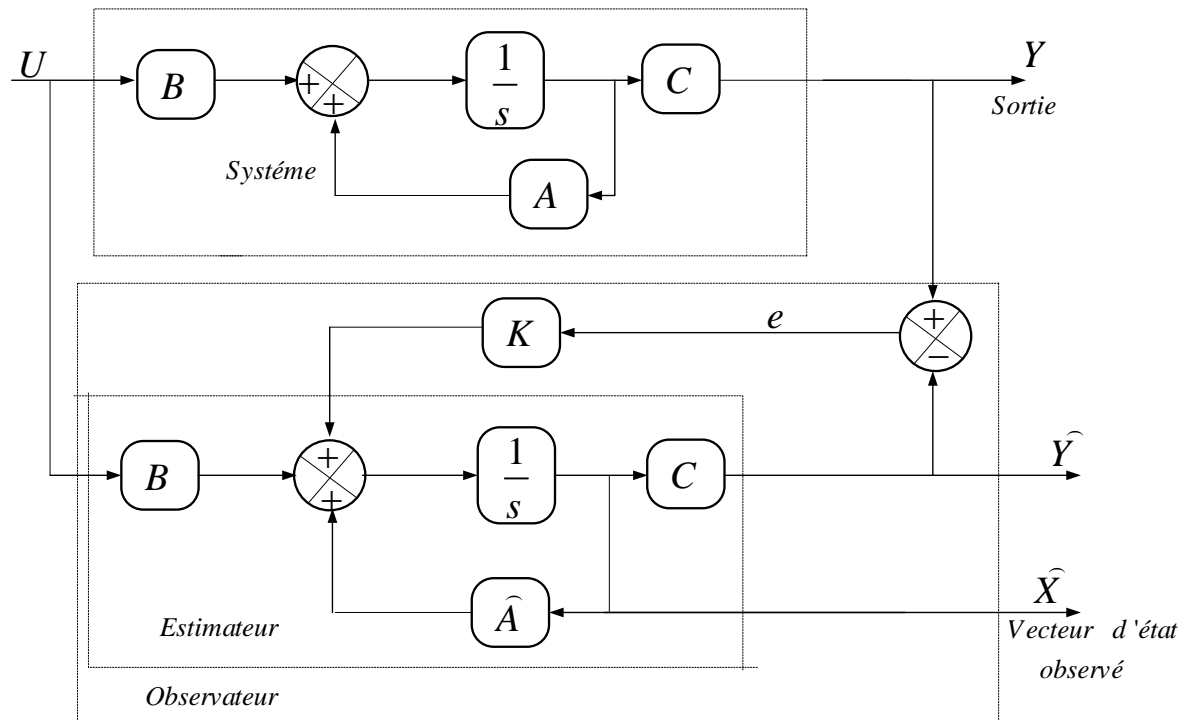 U
B
+
+
1
s
C
Y
Sortie
Systéme
A
K
e
+
−
B
+
+
1
s
C
Y⌢
A⌢
X⌢
Estimateur
Vecteur d'état
observé
Observateur